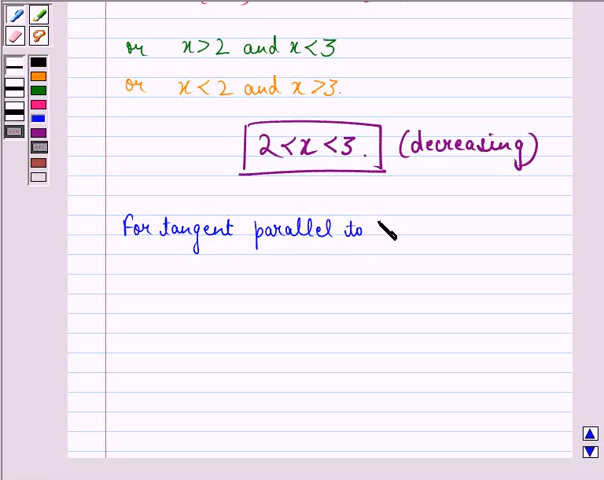 or x>2 and x<3
or x<2 and x>3.
2<x<3. (decreasing)
For tangent parallel to